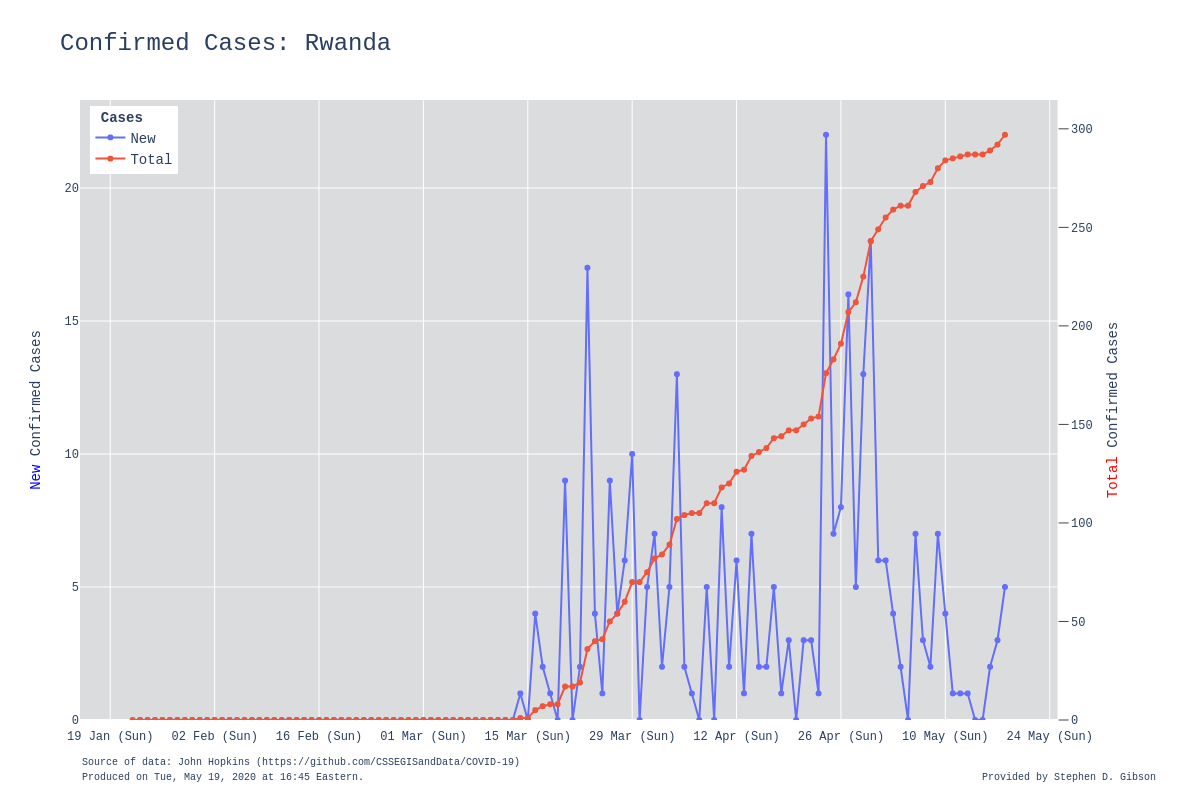 Confirmed Cases: Rwanda
Cases
New
Total
20
15
10
5
0
300
250
200
150
100
50
0
New Confirmed Cases
Total Confirmed Cases
19 Jan (Sun) 02 Feb (Sun) 16 Feb (Sun) 01 Mar (Sun) 15 Mar (Sun) 29 Mar (Sun) 12 Apr (Sun) 26 Apr (Sun) 10 May (Sun) 24 May (Sun)
Source of data: John Hopkins (https://github.com/CSSEGISandData/COVID-19)
Produced on Tue, May 19, 2020 at 16:45 Eastern.
Provided by Stephen D. Gibson